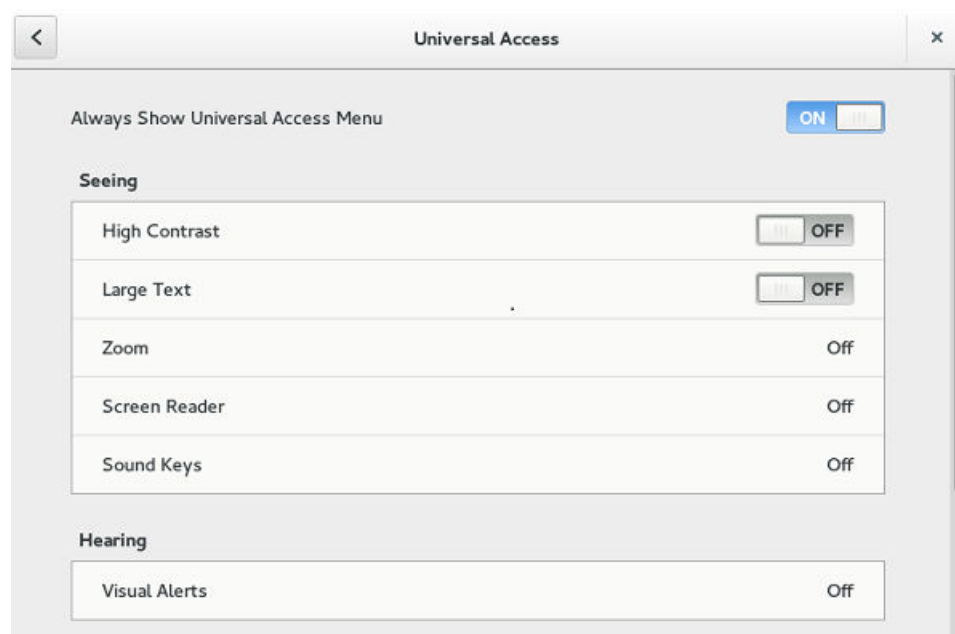 Universal Access
Always Show Universal Access Menu ON
Seeing
High Contrast OFF
Large Text OFF
Zoom Off
Screen Reader Off
Sound Keys Off
Hearing
Visual Alerts Off